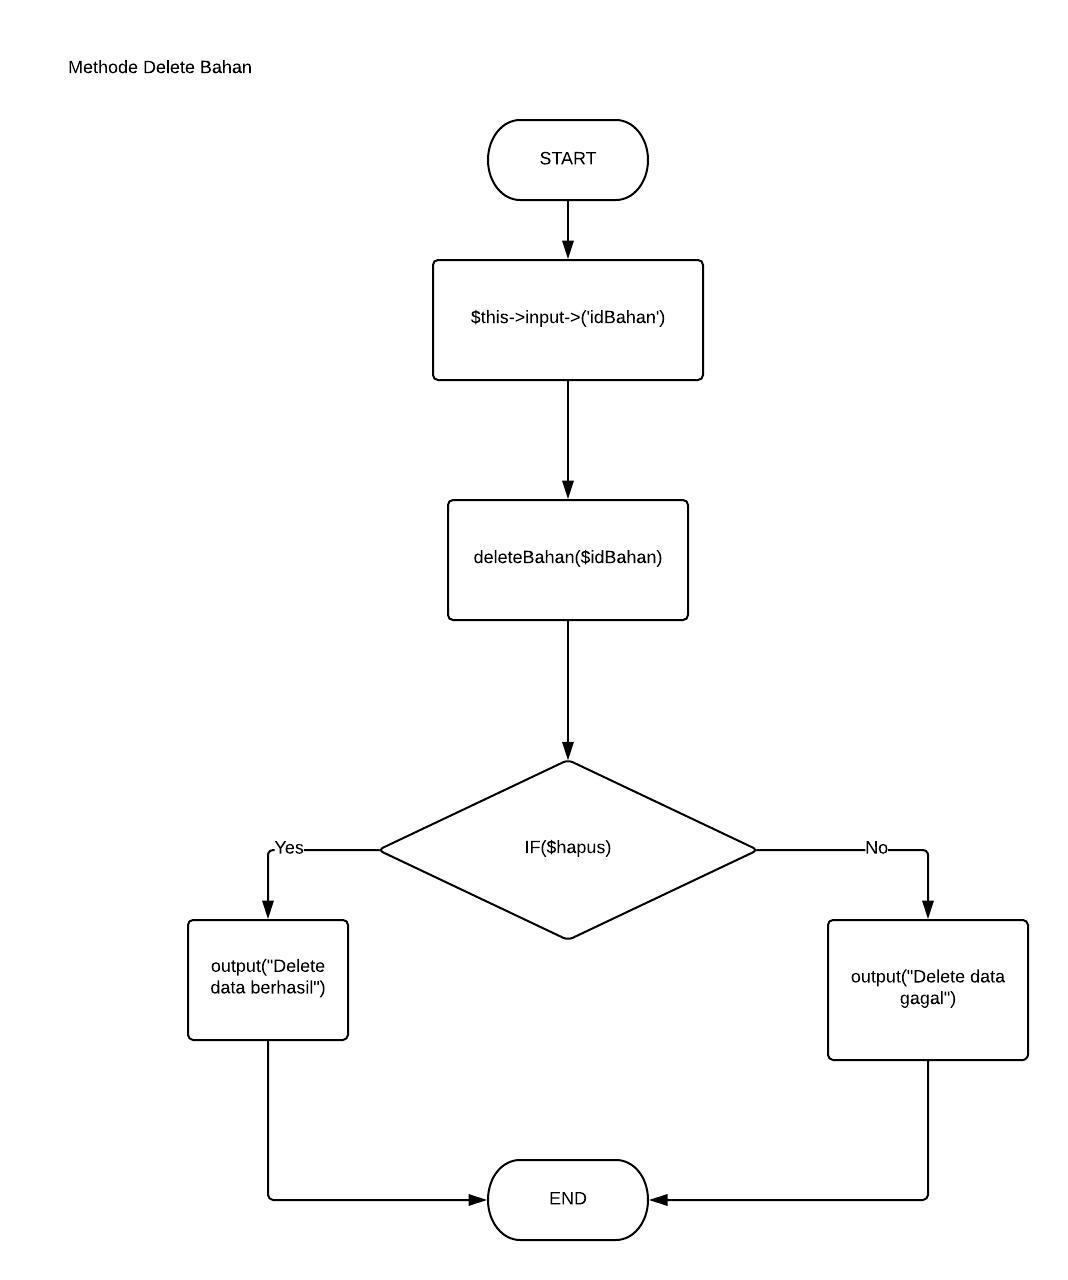 Methode Delete Bahan
START
$this->input->('idBahan')
deleteBahan($idBahan)
IF($hapus)
Yes
No
output("Delete
data berhasil")
output("Delete data
gagal")
END